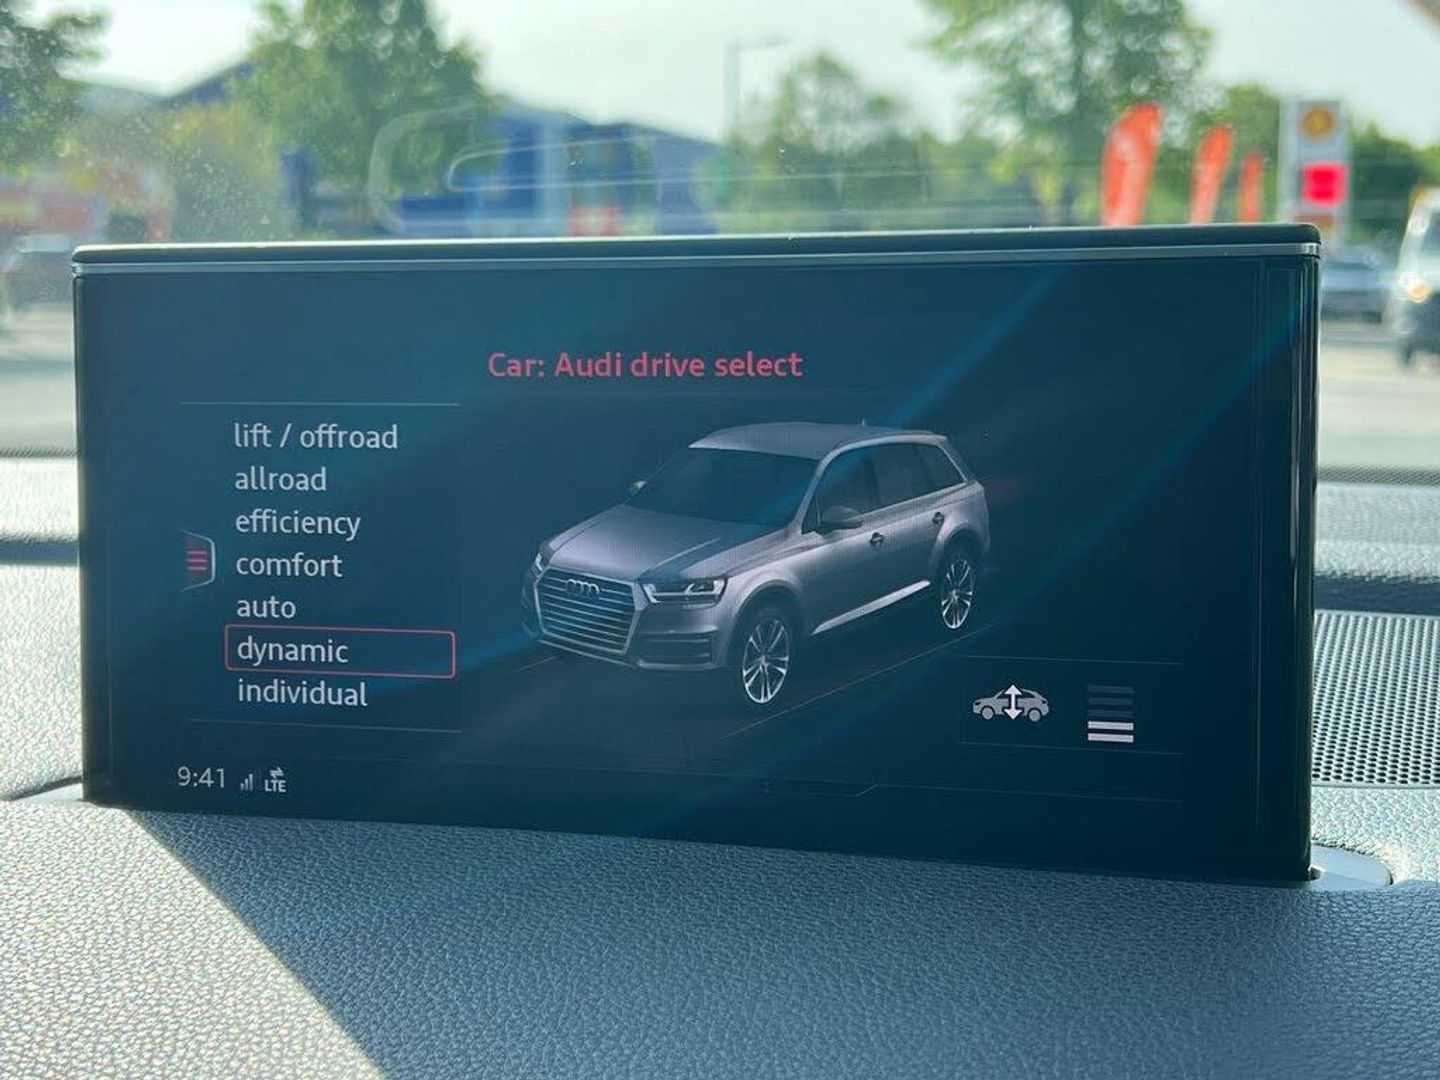 Car: Audi drive select
lift / offroad
allroad
efficiency
comfort
auto
dynamic
individual
9:41
LTE